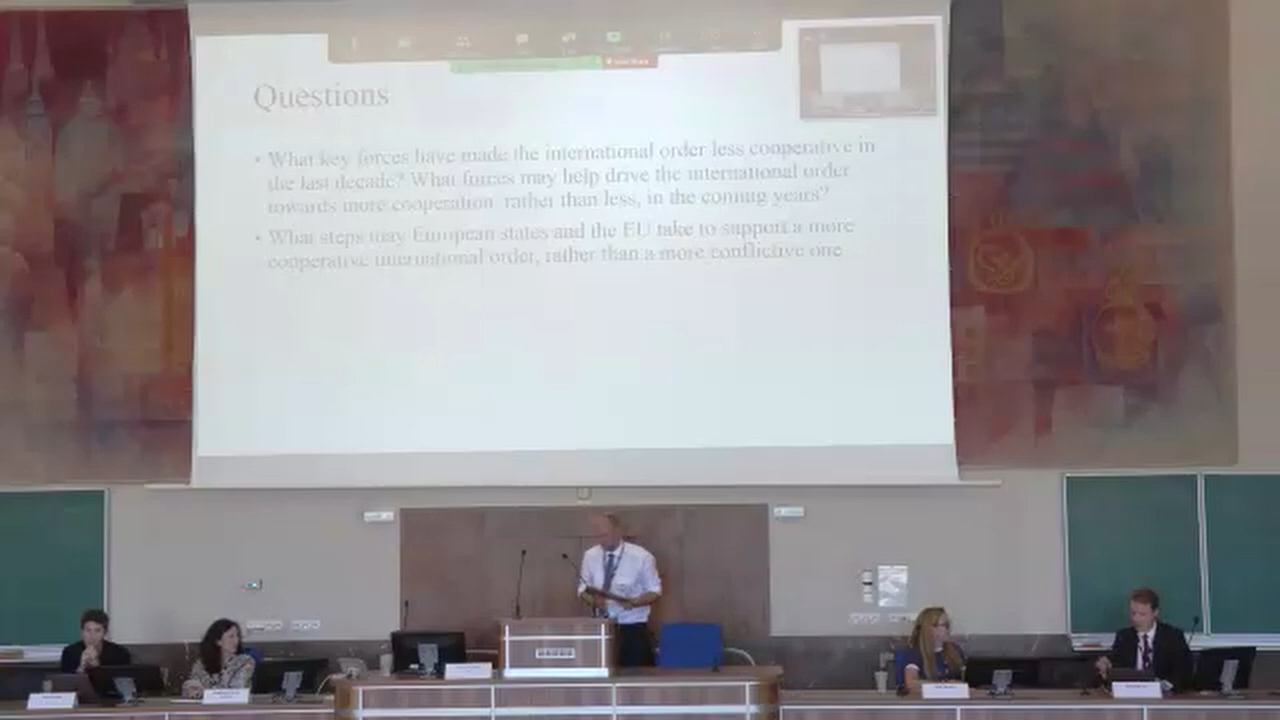 Questions
• What key forces have made the international order less cooperative in
the last decade? What forces may help drive the international order
towards more cooperation, rather than less, in the coming years?
• What steps may European states and the EU take to support a more
cooperative international order, rather than a more conflictive one